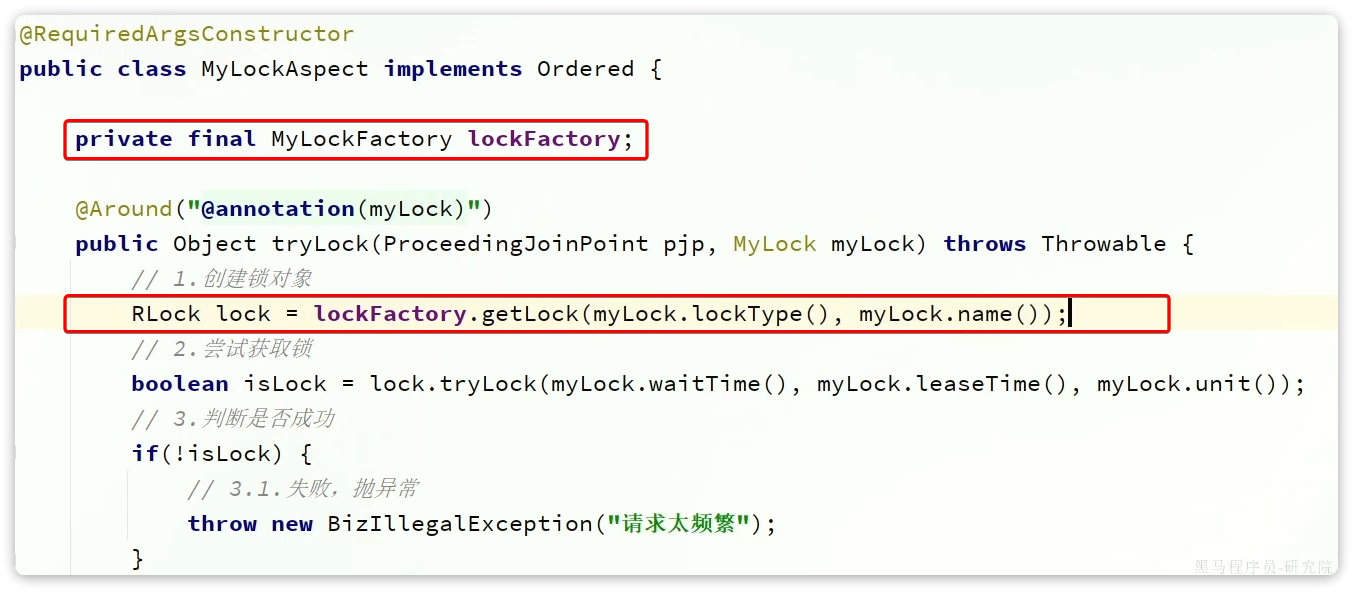 @RequiredArgsConstructor
public class MyLockAspect implements Ordered {
private final MyLockFactory lockFactory;
@Around("@annotation(myLock)")
public Object tryLock(ProceedingJoinPoint pjp, MyLock myLock) throws Throwable {
// 1.创建锁对象
RLock lock = lockFactory.getLock(myLock.lockType(), myLock.name());
// 2.尝试获取锁
boolean isLock = lock.tryLock(myLock.waitTime(), myLock.leaseTime(), myLock.unit());
// 3.判断是否成功
if(!isLock) {
// 3.1.失败，抛异常
throw new BizIllegalException("请求太频繁");
}
黑马程序员-研究院